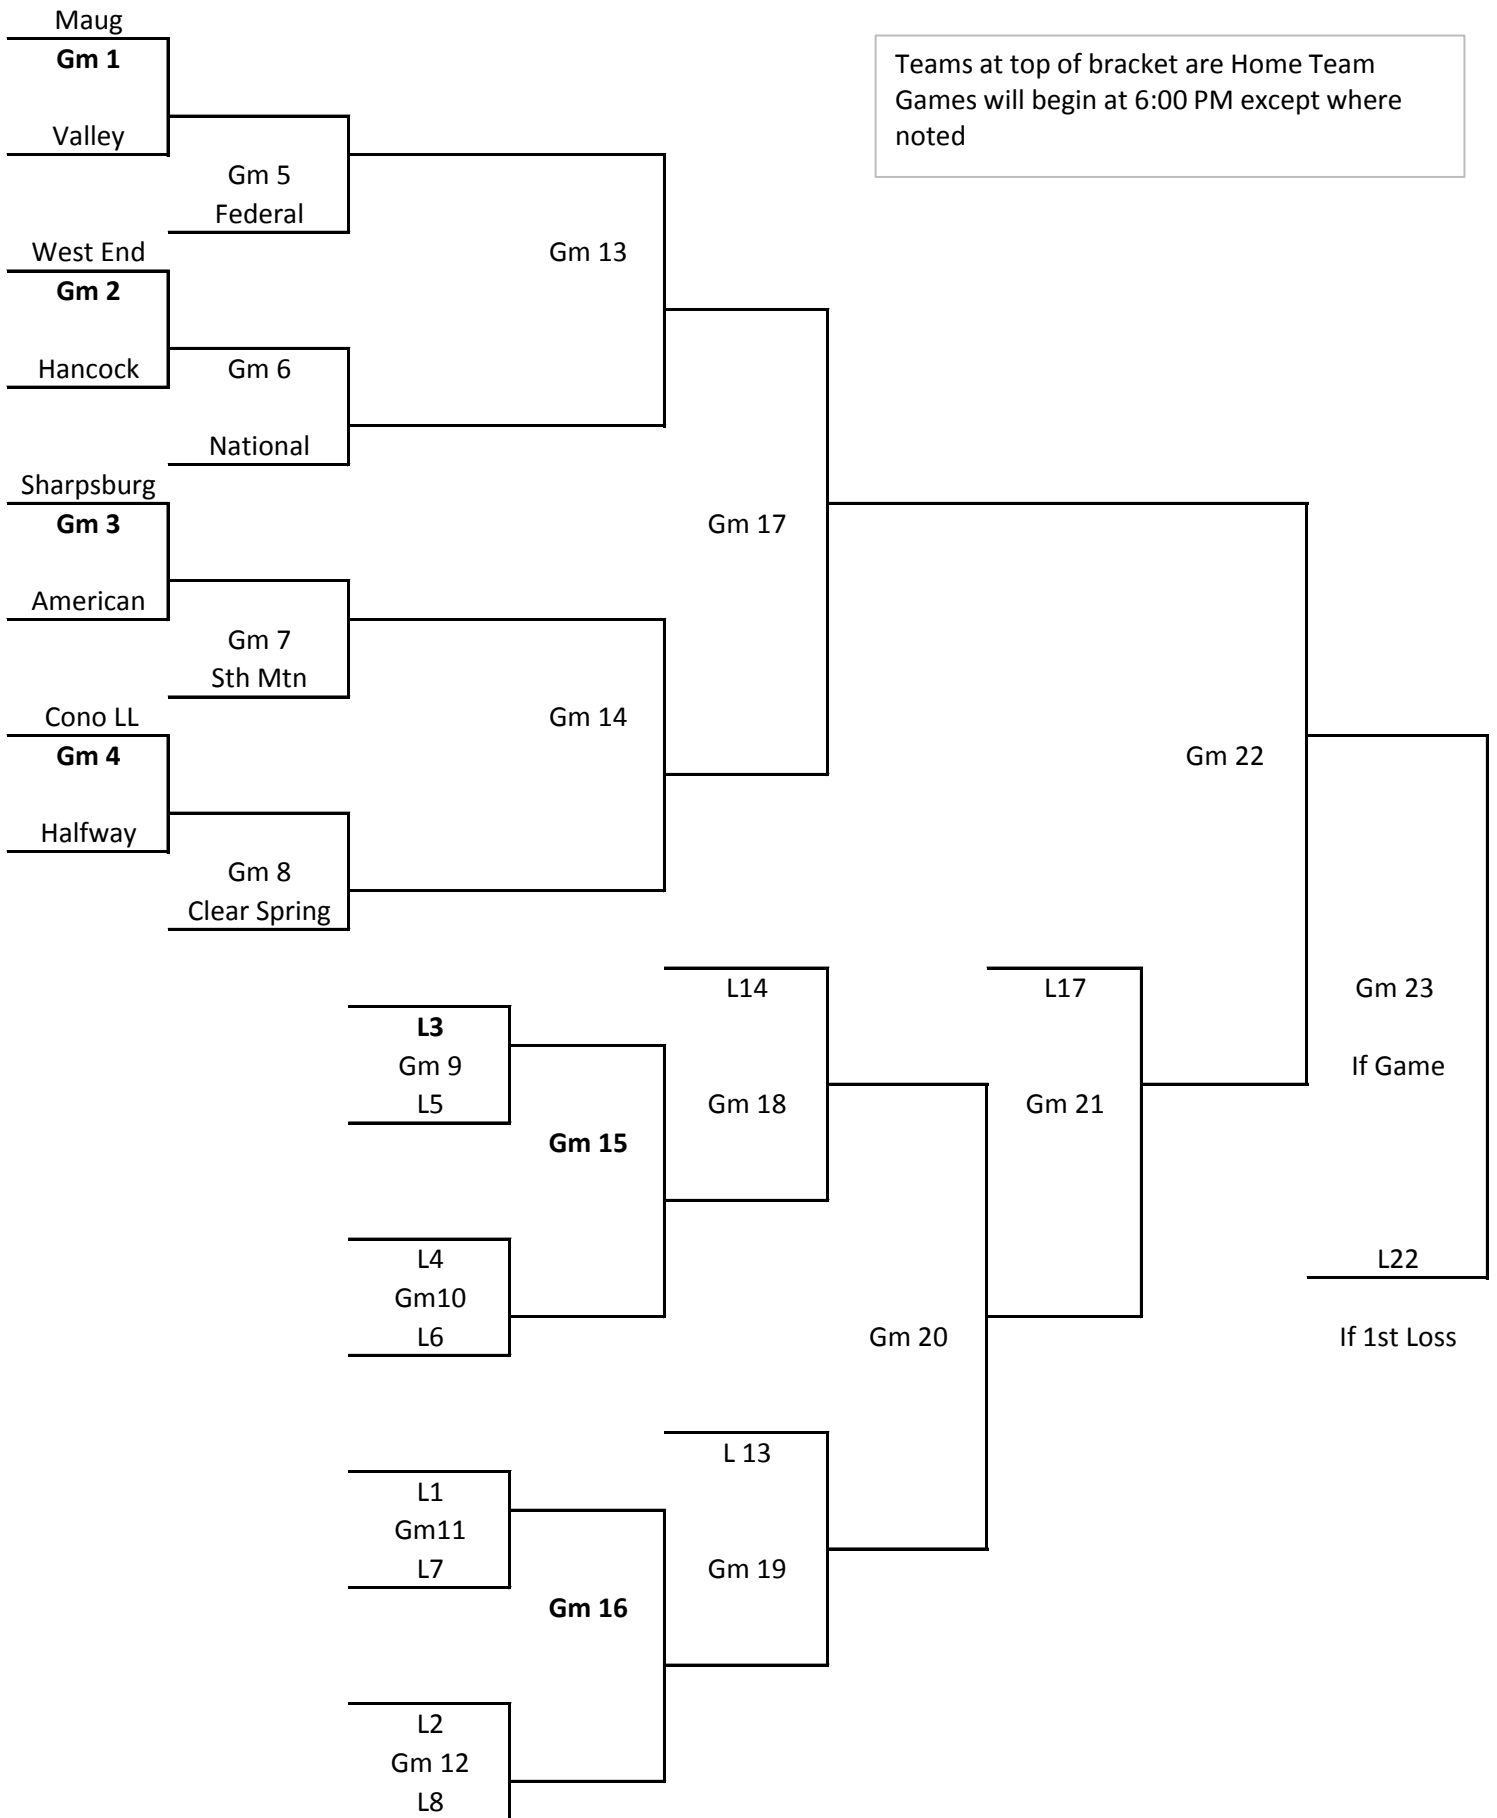 Maug
Gm 1
Teams at top of bracket are Home Team
Games will begin at 6:00 PM except where
noted
Valley
Gm 5
Federal
West End
Gm 13
Gm 2
Hancock
Gm 6
National
Sharpsburg
Gm 3
Gm 17
American
Gm 7
Sth Mtn
Cono LL
Gm 14
Gm 4
Gm 22
Halfway
Gm 8
Clear Spring
L14
L17
Gm 23
L3
Gm 9
If Game
L5
Gm 18
Gm 21
Gm 15
L4
L22
Gm10
L6
Gm 20
If 1st Loss
L 13
L1
Gm11
L7
Gm 19
Gm 16
L2
Gm 12
L8